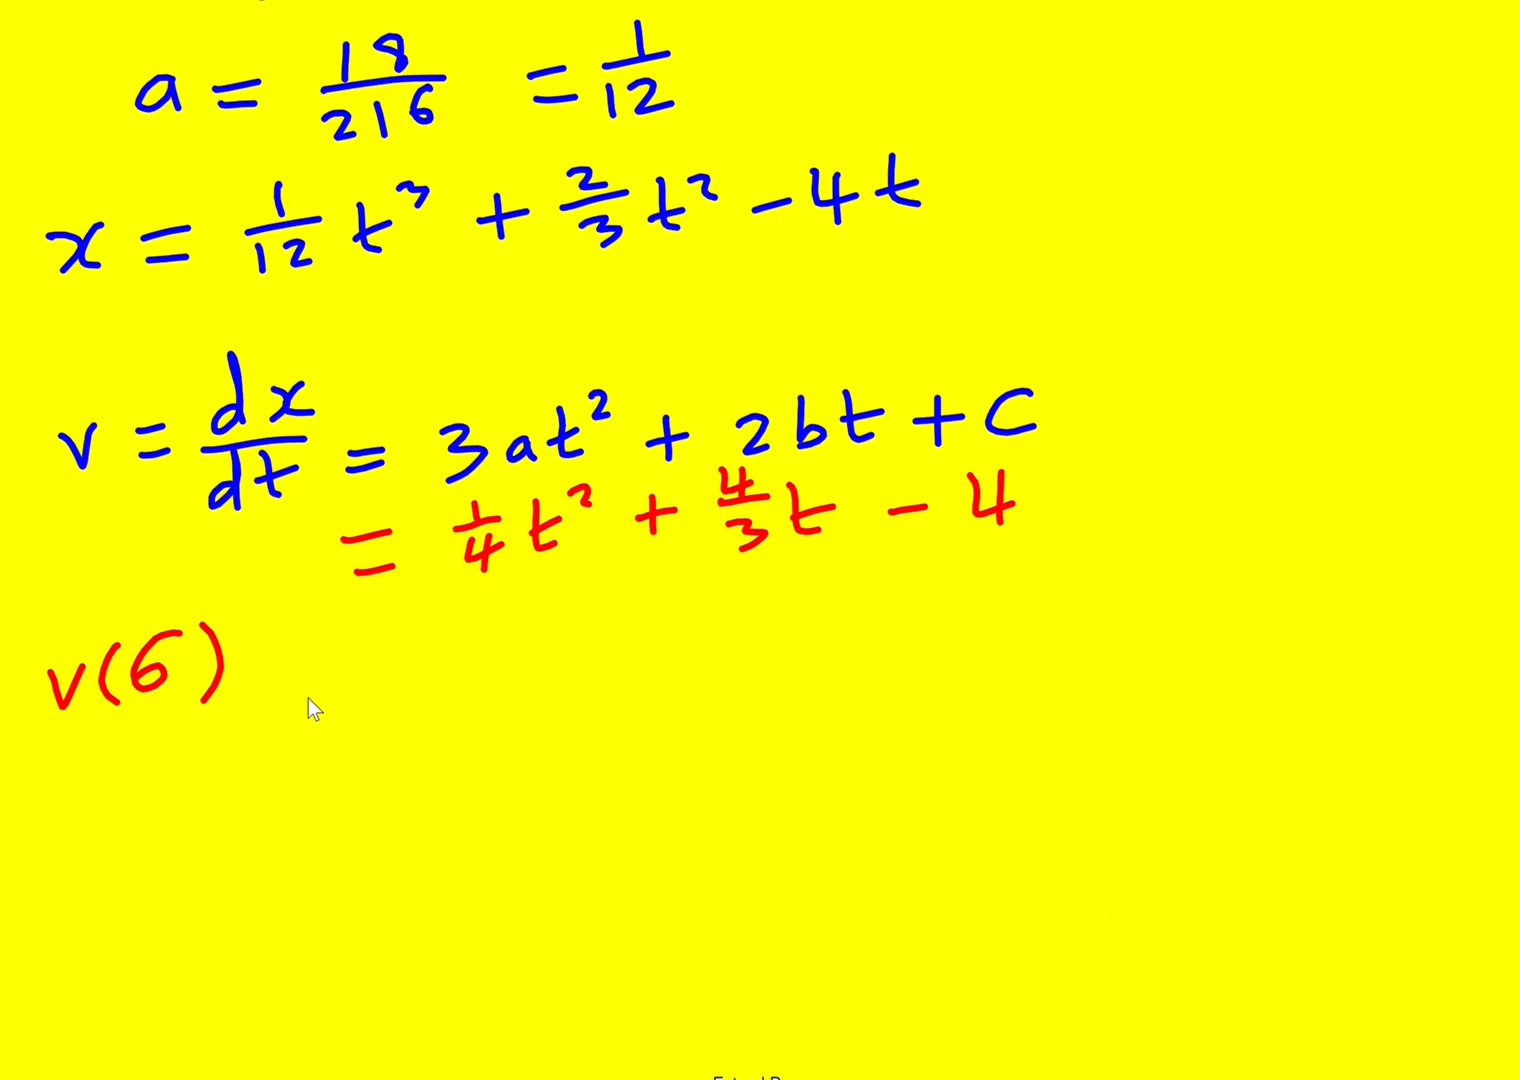 a = 18/216 = 1/12
x = 1/12 t³ + 2/3 t² - 4t
v = dx/dt = 3at² + 2bt + c
= 1/4 t² + 4/3 t - 4
v(6)